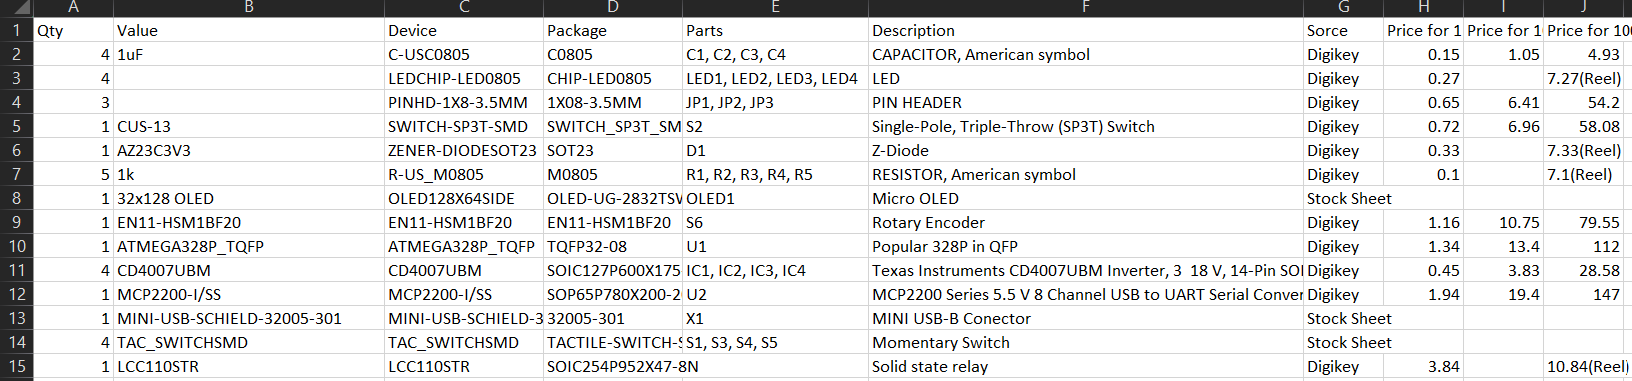 A B C D E F G H I J
1 Qty Value Device Package Parts Description Sorce Price for 1 Price for 1 Price for 100
2 4 1uF C-USC0805 C0805 C1, C2, C3, C4 CAPACITOR, American symbol Digikey 0.15 1.05 4.93
3 4 LEDCHIP-LED0805 CHIP-LED0805 LED1, LED2, LED3, LED4 LED Digikey 0.27 7.27(Reel)
4 3 PINHD-1X8-3.5MM 1X08-3.5MM JP1, JP2, JP3 PIN HEADER Digikey 0.65 6.41 54.2
5 1 CUS-13 SWITCH-SP3T-SMD SWITCH_SP3T_SM S2 Single-Pole, Triple-Throw (SP3T) Switch Digikey 0.72 6.96 58.08
6 1 AZ23C3V3 ZENER-DIODESOT23 SOT23 D1 Z-Diode Digikey 0.33 7.33(Reel)
7 5 1k R-US_M0805 M0805 R1, R2, R3, R4, R5 RESISTOR, American symbol Digikey 0.1 7.1(Reel)
8 1 32x128 OLED OLED128X64SIDE OLED-UG-2832TSW OLED1 Micro OLED Stock Sheet
9 1 EN11-HSM1BF20 EN11-HSM1BF20 EN11-HSM1BF20 S6 Rotary Encoder Digikey 1.16 10.75 79.55
10 1 ATMEGA328P_TQFP ATMEGA328P_TQFP TQFP32-08 U1 Popular 328P in QFP Digikey 1.34 13.4 112
11 4 CD4007UBM CD4007UBM SOIC127P600X175 IC1, IC2, IC3, IC4 Texas Instruments CD4007UBM Inverter, 3 18 V, 14-Pin SOI Digikey 0.45 3.83 28.58
12 1 MCP2200-I/SS MCP2200-I/SS SOP65P780X200-2 U2 MCP2200 Series 5.5 V 8 Channel USB to UART Serial Conver Digikey 1.94 19.4 147
13 1 MINI-USB-SCHIELD-32005-301 MINI-USB-SCHIELD-3 32005-301 X1 MINI USB-B Conector Stock Sheet
14 4 TAC_SWITCHSMD TAC_SWITCHSMD TACTILE-SWITCH-S S1, S3, S4, S5 Momentary Switch Stock Sheet
15 1 LCC110STR LCC110STR SOIC254P952X47-8N Solid state relay Digikey 3.84 10.84(Reel)